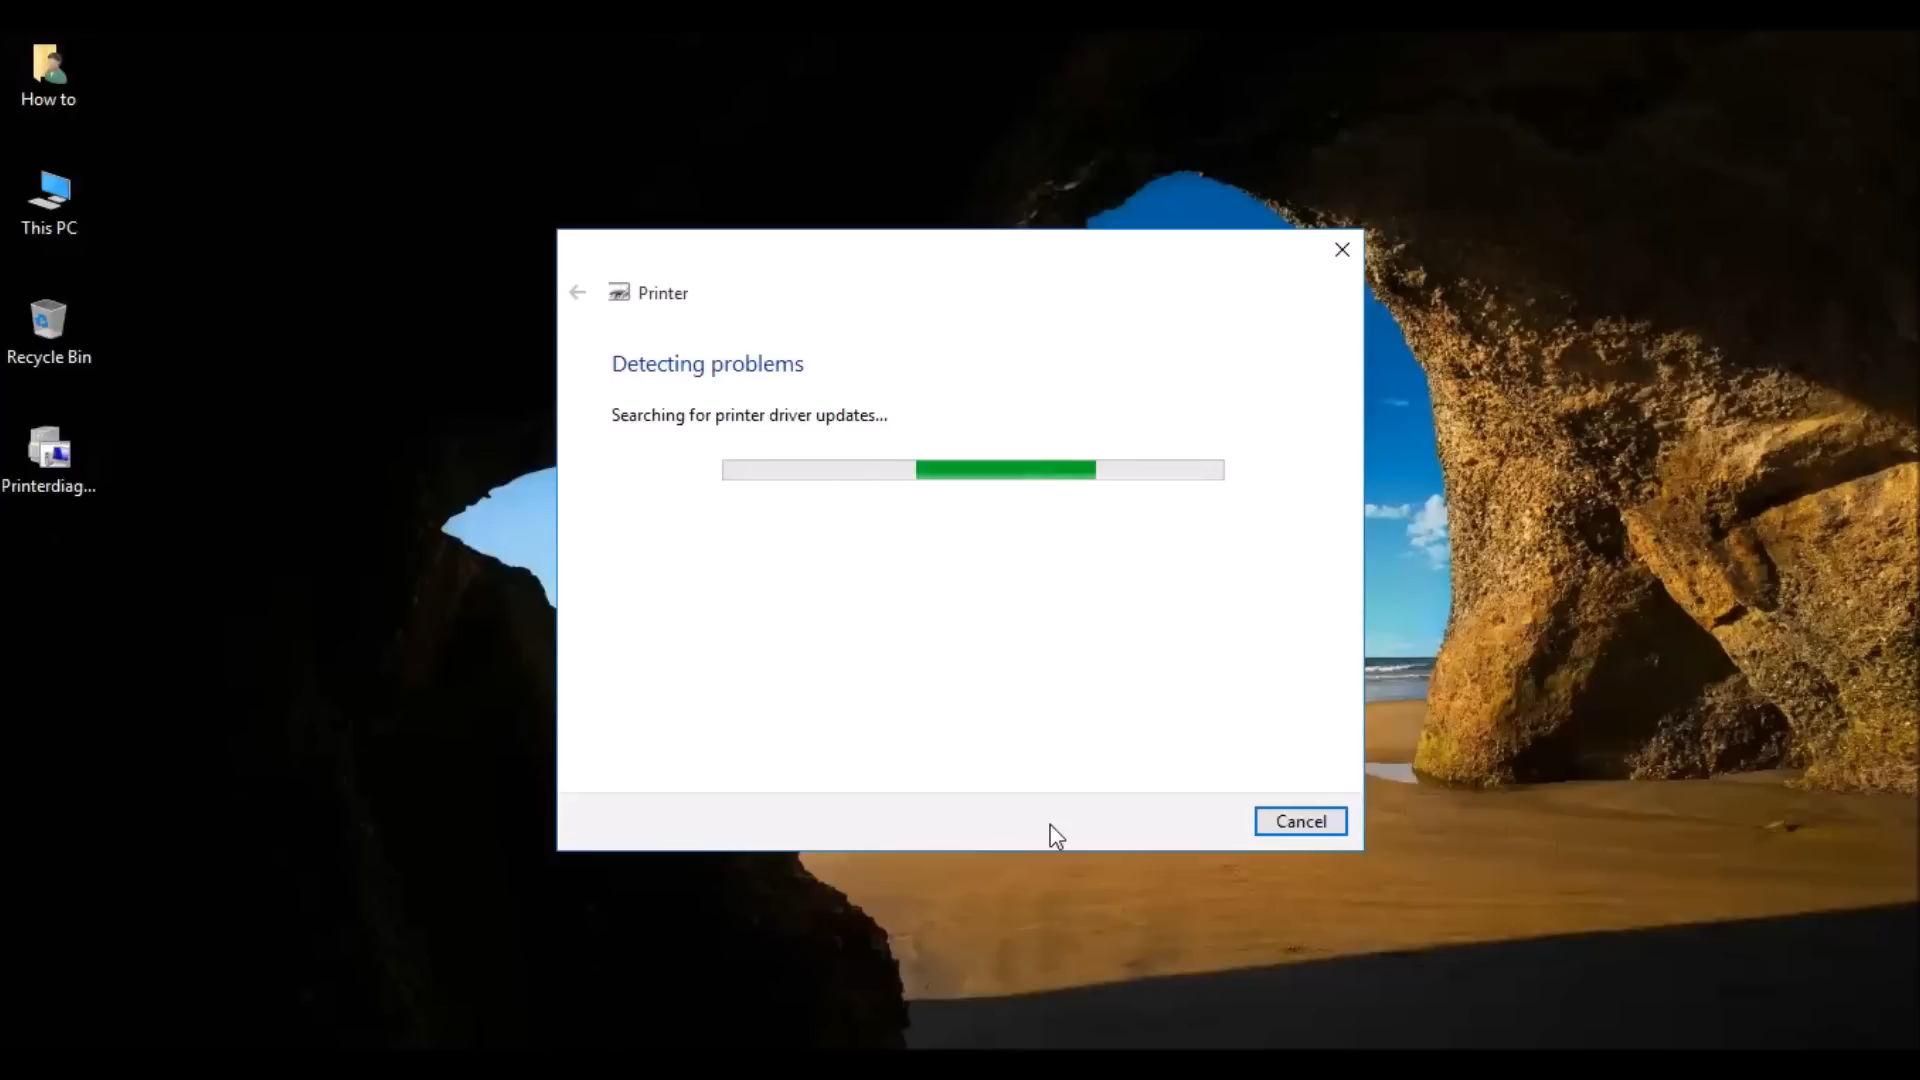 How to
This PC
Recycle Bin
Printerdiag...
Printer
Detecting problems
Searching for printer driver updates...
Cancel